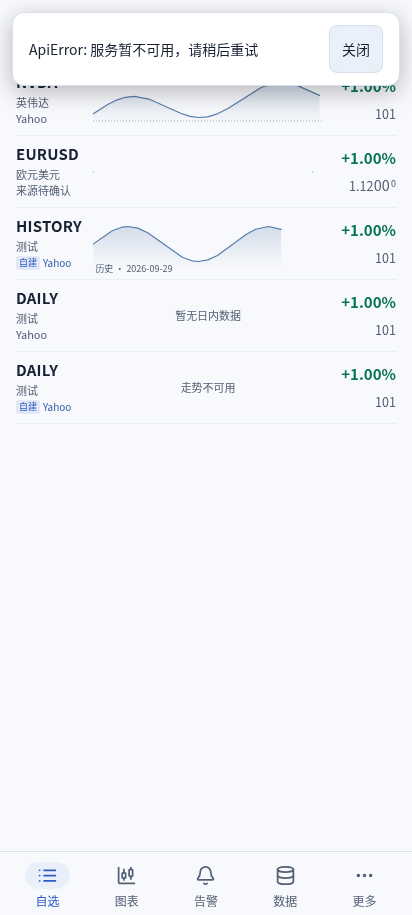 ApiError: 服务暂不可用，请稍后重试
关闭
NVDA
+1.00%
英伟达
Yahoo
101
EURUSD
+1.00%
欧元美元
来源待确认
1.1200⁰
HISTORY
+1.00%
测试
自建 Yahoo
101
历史 · 2026-09-29
DAILY
+1.00%
测试
暂无日内数据
Yahoo
101
DAILY
+1.00%
测试
走势不可用
自建 Yahoo
101
自选
图表
告警
数据
更多